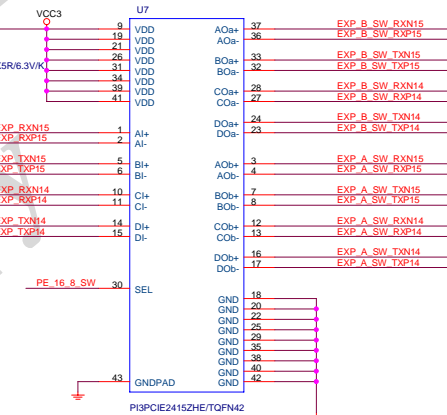 VCC3
U7
9 VDD AOa+ 37 EXP_B_SW_RXN15
19 VDD AOa- 36 EXP_B_SW_RXP15
21 VDD
26 VDD BOa+ 33 EXP_B_SW_TXN15
31 VDD BOa- 32 EXP_B_SW_TXP15
5R/6.3V/K
34 VDD
39 VDD COa+ 28 EXP_B_SW_RXN14
41 VDD COa- 27 EXP_B_SW_RXP14
DOa+ 24 EXP_B_SW_TXN14
XP_RXN15 1 AI+ DOa- 23 EXP_B_SW_TXP14
XP_RXP15 2 AI-
XP_TXN15 5 BI+ AOb+ 3 EXP_A_SW_RXN15
XP_TXP15 6 BI- AOb- 4 EXP_A_SW_RXP15
XP_RXN14 10 CI+ BOb+ 7 EXP_A_SW_TXN15
XP_RXP14 11 CI- BOb- 8 EXP_A_SW_TXP15
XP_TXN14 14 DI+ COb+ 12 EXP_A_SW_RXN14
XP_TXP14 15 DI- COb- 13 EXP_A_SW_RXP14
DOb+ 16 EXP_A_SW_TXN14
DOb- 17 EXP_A_SW_TXP14
PE_16_8_SW 30 SEL
GND 18
GND 20
GND 22
GND 25
GND 29
GND 35
GND 38
GND 40
43 GNDPAD GND 42
PI3PCIE2415ZHE/TQFN42